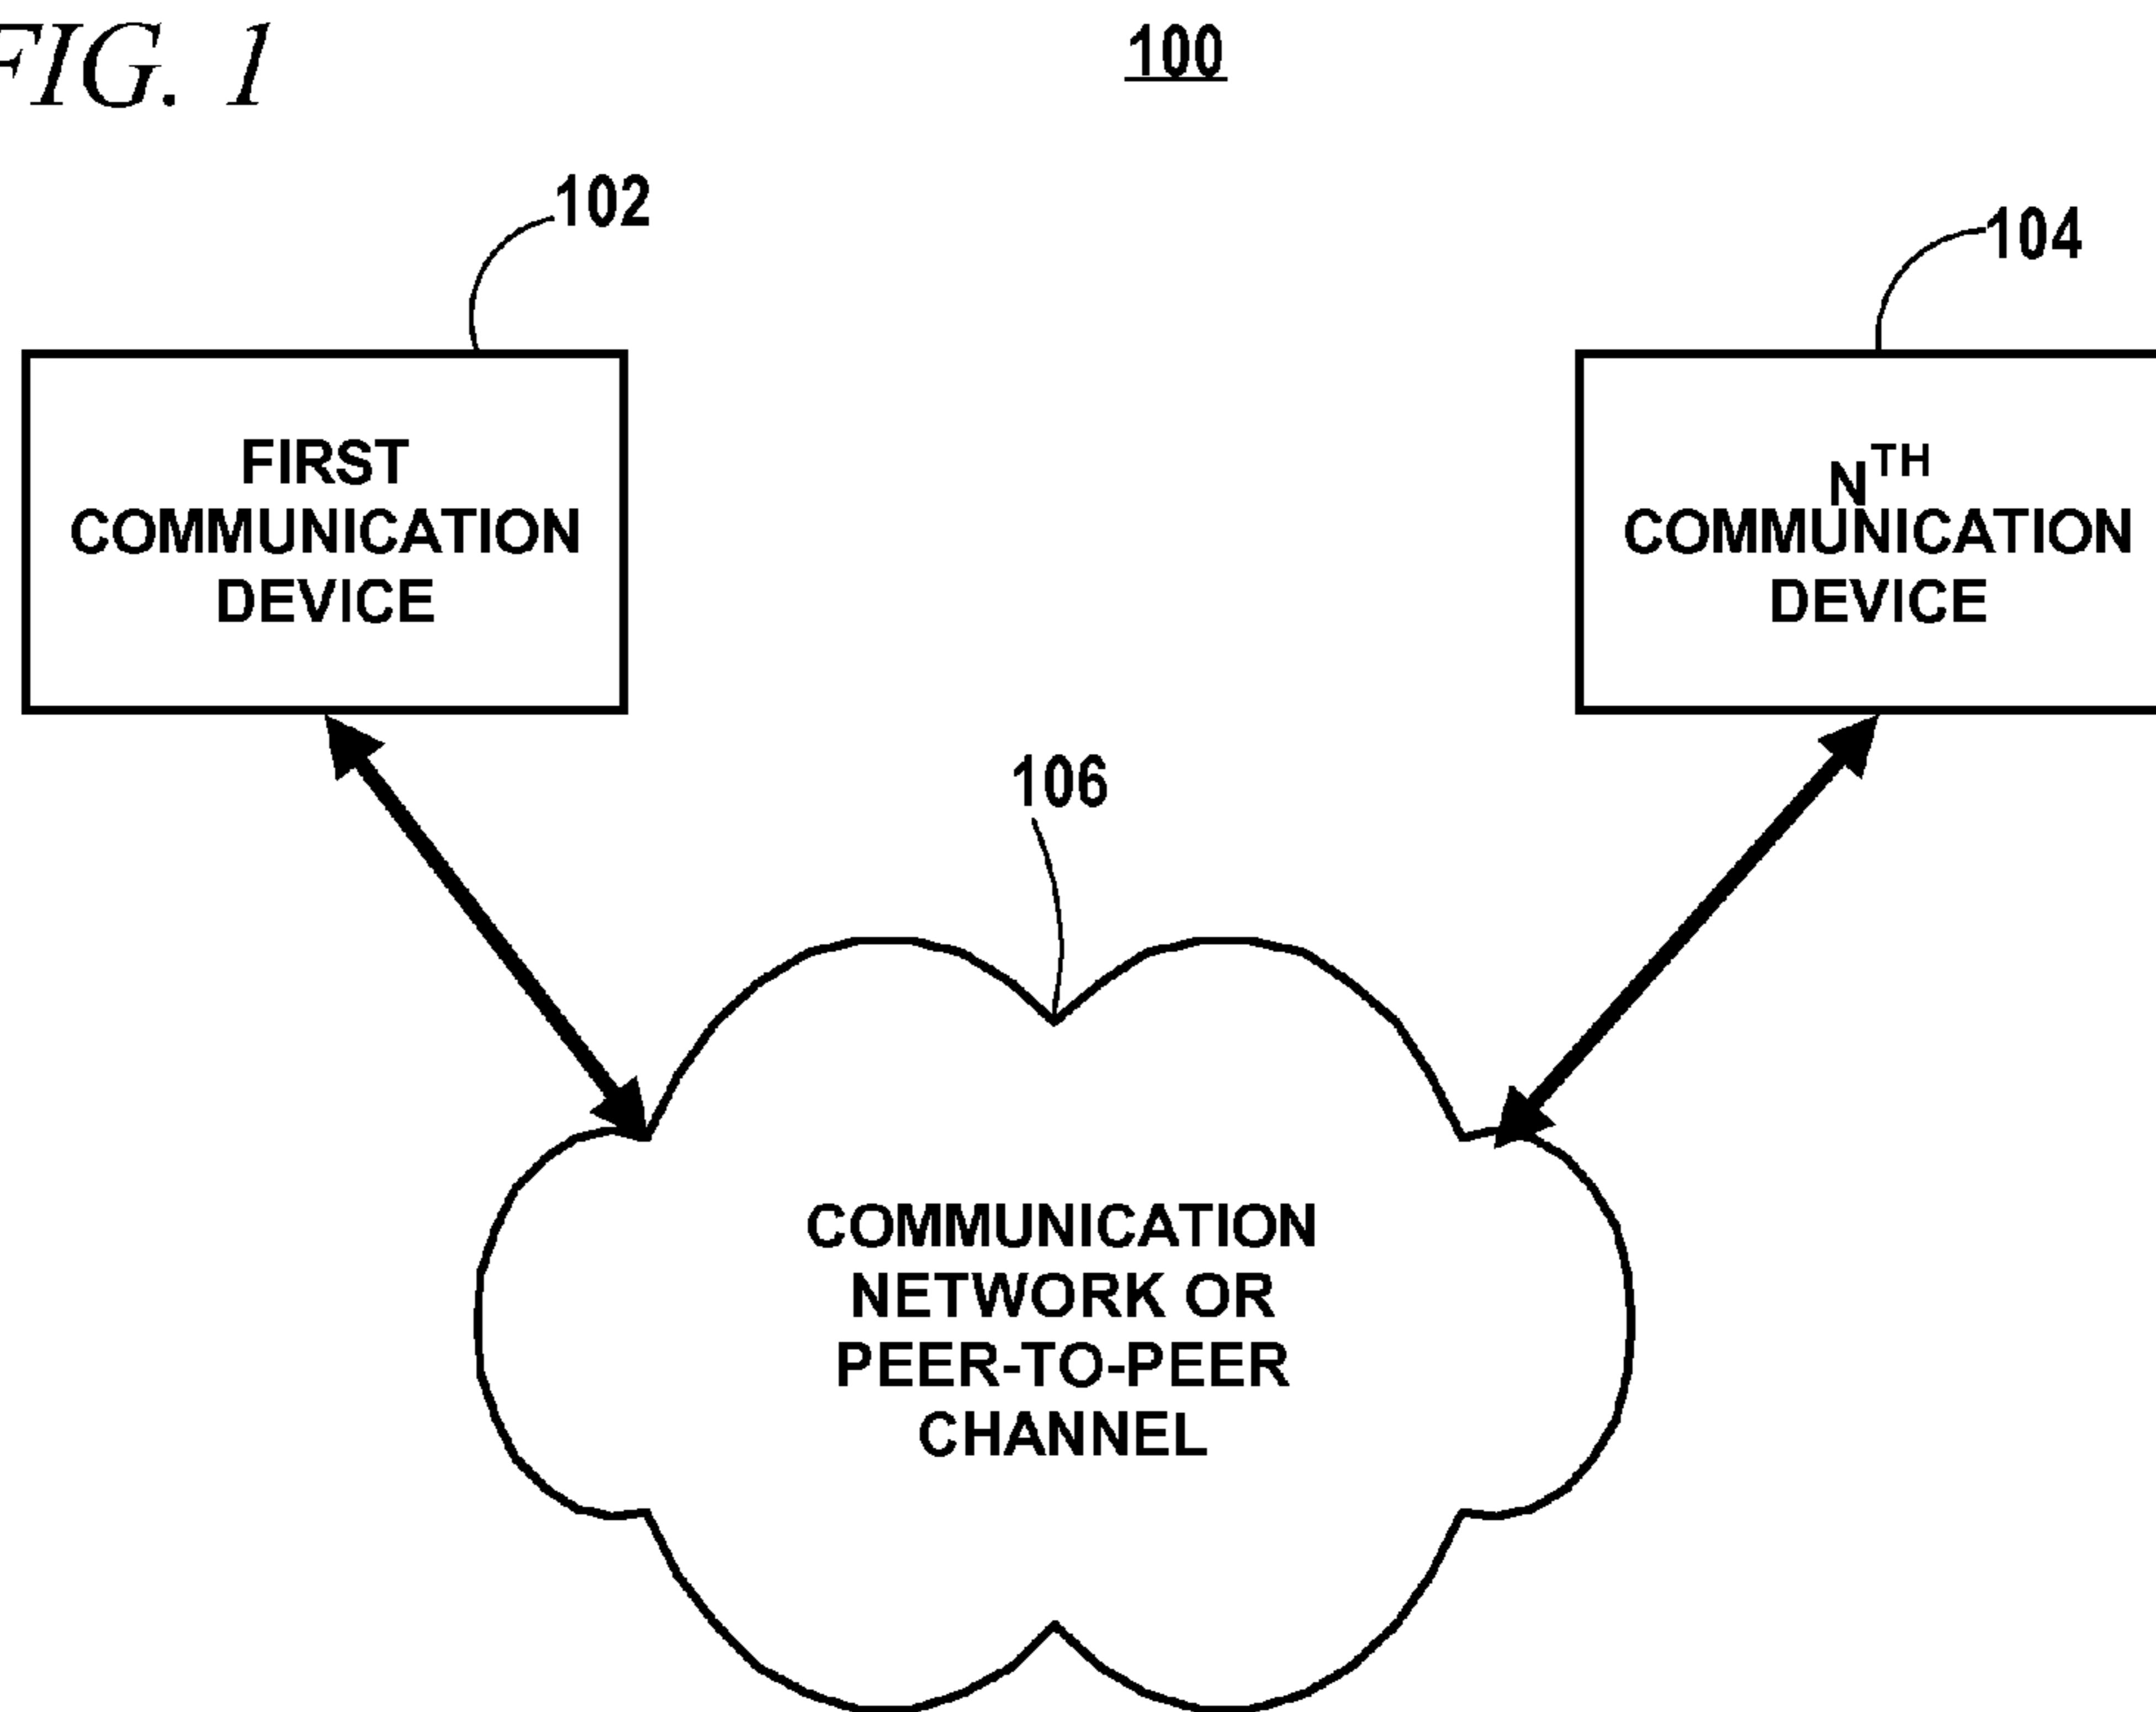 FIG. 1
100
102
104
FIRST
COMMUNICATION
DEVICE
NTH
COMMUNICATION
DEVICE
106
COMMUNICATION
NETWORK OR
PEER-TO-PEER
CHANNEL